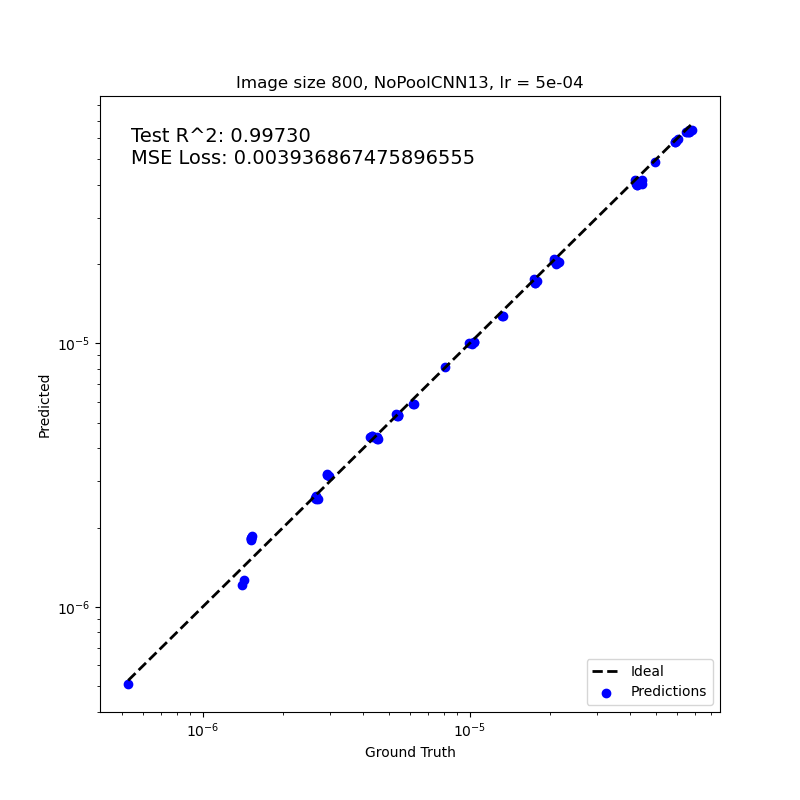 Image size 800, NoPoolCNN13, lr = 5e-04
Test R^2: 0.99730
MSE Loss: 0.003936867475896555
10⁻⁵
Predicted
10⁻⁶
Ideal
Predictions
10⁻⁶ 10⁻⁵
Ground Truth